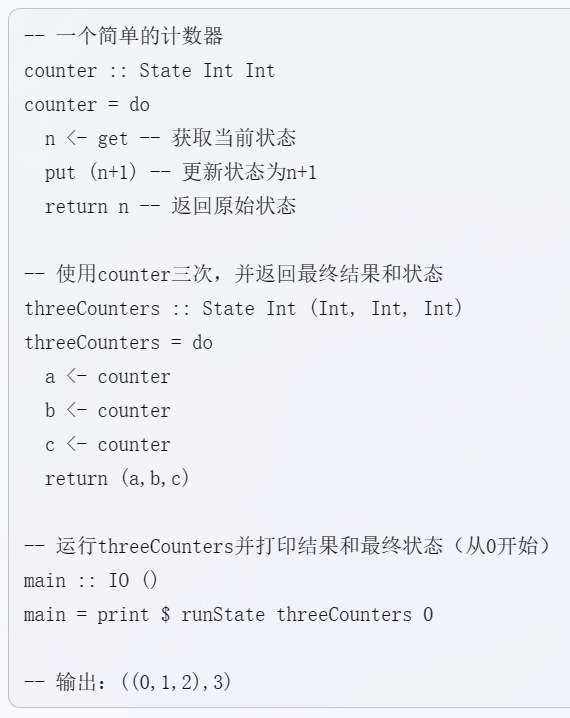 -- 一个简单的计数器
counter :: State Int Int
counter = do
  n <- get -- 获取当前状态
  put (n+1) -- 更新状态为n+1
  return n -- 返回原始状态

-- 使用counter三次，并返回最终结果和状态
threeCounters :: State Int (Int, Int, Int)
threeCounters = do
  a <- counter
  b <- counter
  c <- counter
  return (a,b,c)

-- 运行threeCounters并打印结果和最终状态（从0开始）
main :: IO ()
main = print $ runState threeCounters 0

-- 输出：((0,1,2),3)